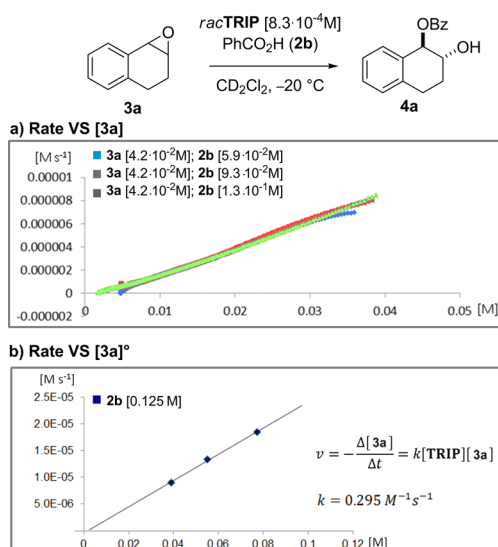 racTRIP [8.3·10-4M]
PhCO2H (2b)
CD2Cl2, –20 °C
O
3a
OBz
OH
4a
a) Rate VS [3a]
[M s-1]
3a [4.2·10-2M]; 2b [5.9·10-2M]
3a [4.2·10-2M]; 2b [9.3·10-2M]
3a [4.2.10-2M]; 2b [1.3·10-1M]
0.00001
0.000008
0.000006
0.000004
0.000002
0
-0.000002
0.01 0.02 0.03 0.04 0.05 [M]
b) Rate VS [3a]°
[M s-1]
2b [0.125 M]
2.5E-05
2.0E-05
1.5E-05
1.0E-05
5.0E-06
v = − Δ[3a] / Δt = k[TRIP][3a]
k = 0.295 M−1s−1
0 0.02 0.04 0.06 0.08 0.1 0.12 [M]